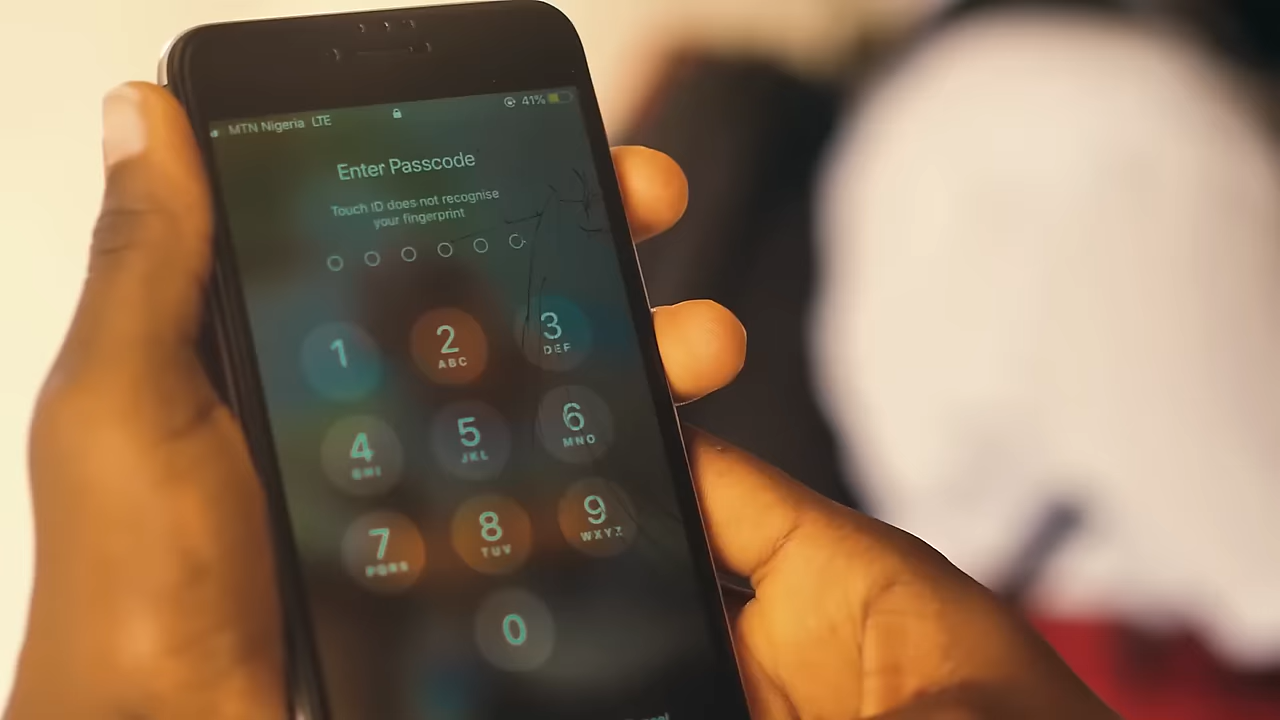 MTN Nigeria LTE
41%
Enter Passcode
Touch ID does not recognise
your fingerprint
1
2
ABC
3
DEF
4
GHI
5
JKL
6
MNO
7
PQRS
8
TUV
9
WXYZ
0